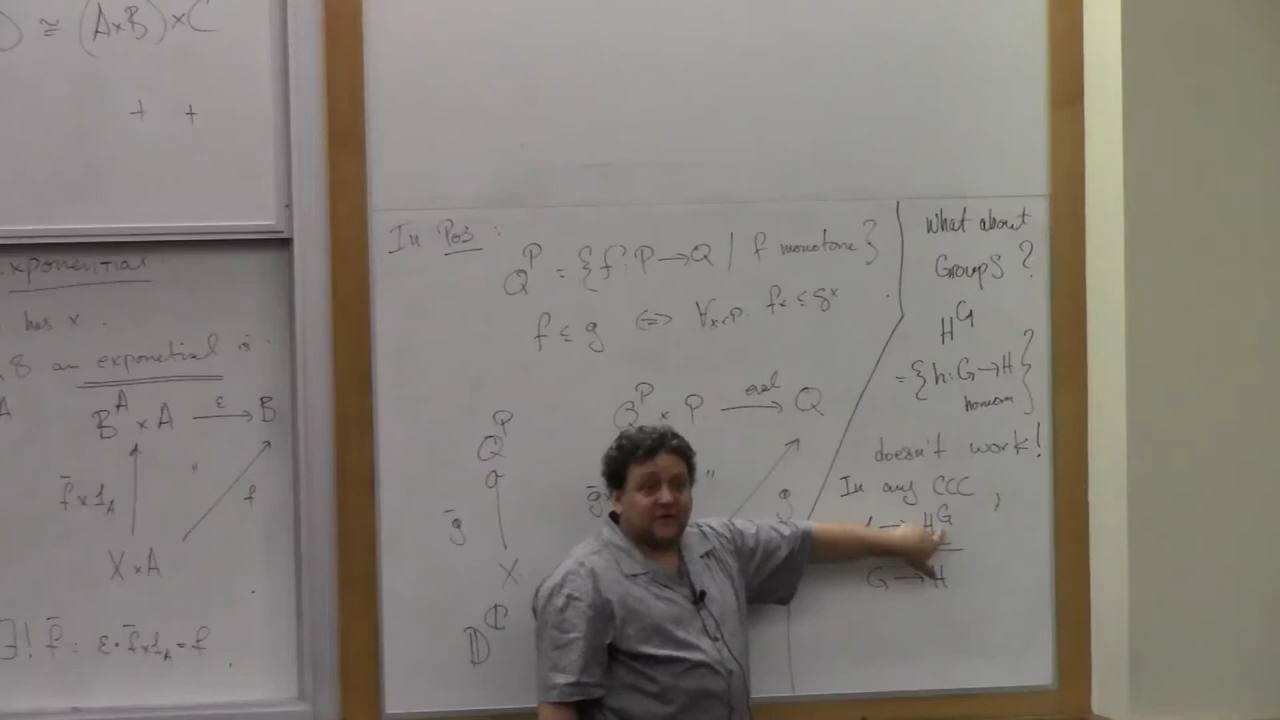 ≅ (A×B)×C
+ +
exponential
has x .
an exponetial is
B^A × A —ε→ B
f̄×1_A " f
X×A
∃! f̄ : ε∘f̄×1_A = f
In Pos :
Q^P = {f:P→Q | f monotone}
f ≤ g ⇔ ∀x∈P. fx ≤ gx
Q^P × P —eval→ Q
Q^P
ḡ ḡ " g
X
𝔻^ℂ
What about
Groups ?
H^G
= {h:G→H}
homom
?
doesn't work!
In any CCC ,
→ H^G
G → H